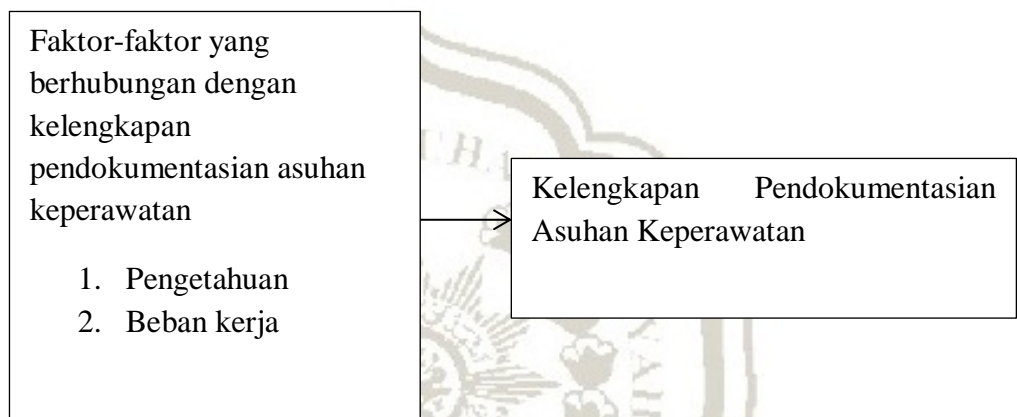 Faktor-faktor yang
berhubungan dengan
kelengkapan
pendokumentasian asuhan
keperawatan
1. Pengetahuan
2. Beban kerja
Kelengkapan Pendokumentasian
Asuhan Keperawatan